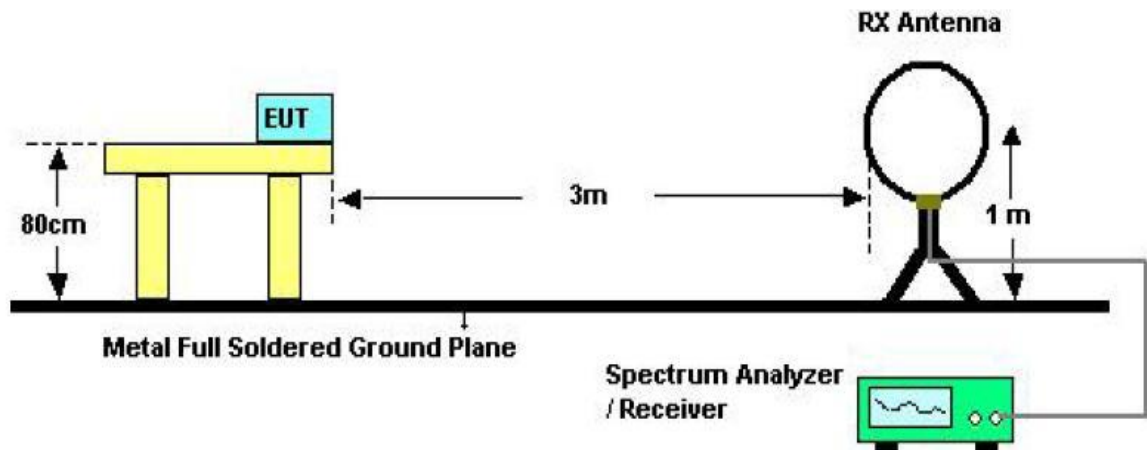 RX Antenna
EUT
80cm
3m
1 m
Metal Full Soldered Ground Plane
Spectrum Analyzer
/ Receiver